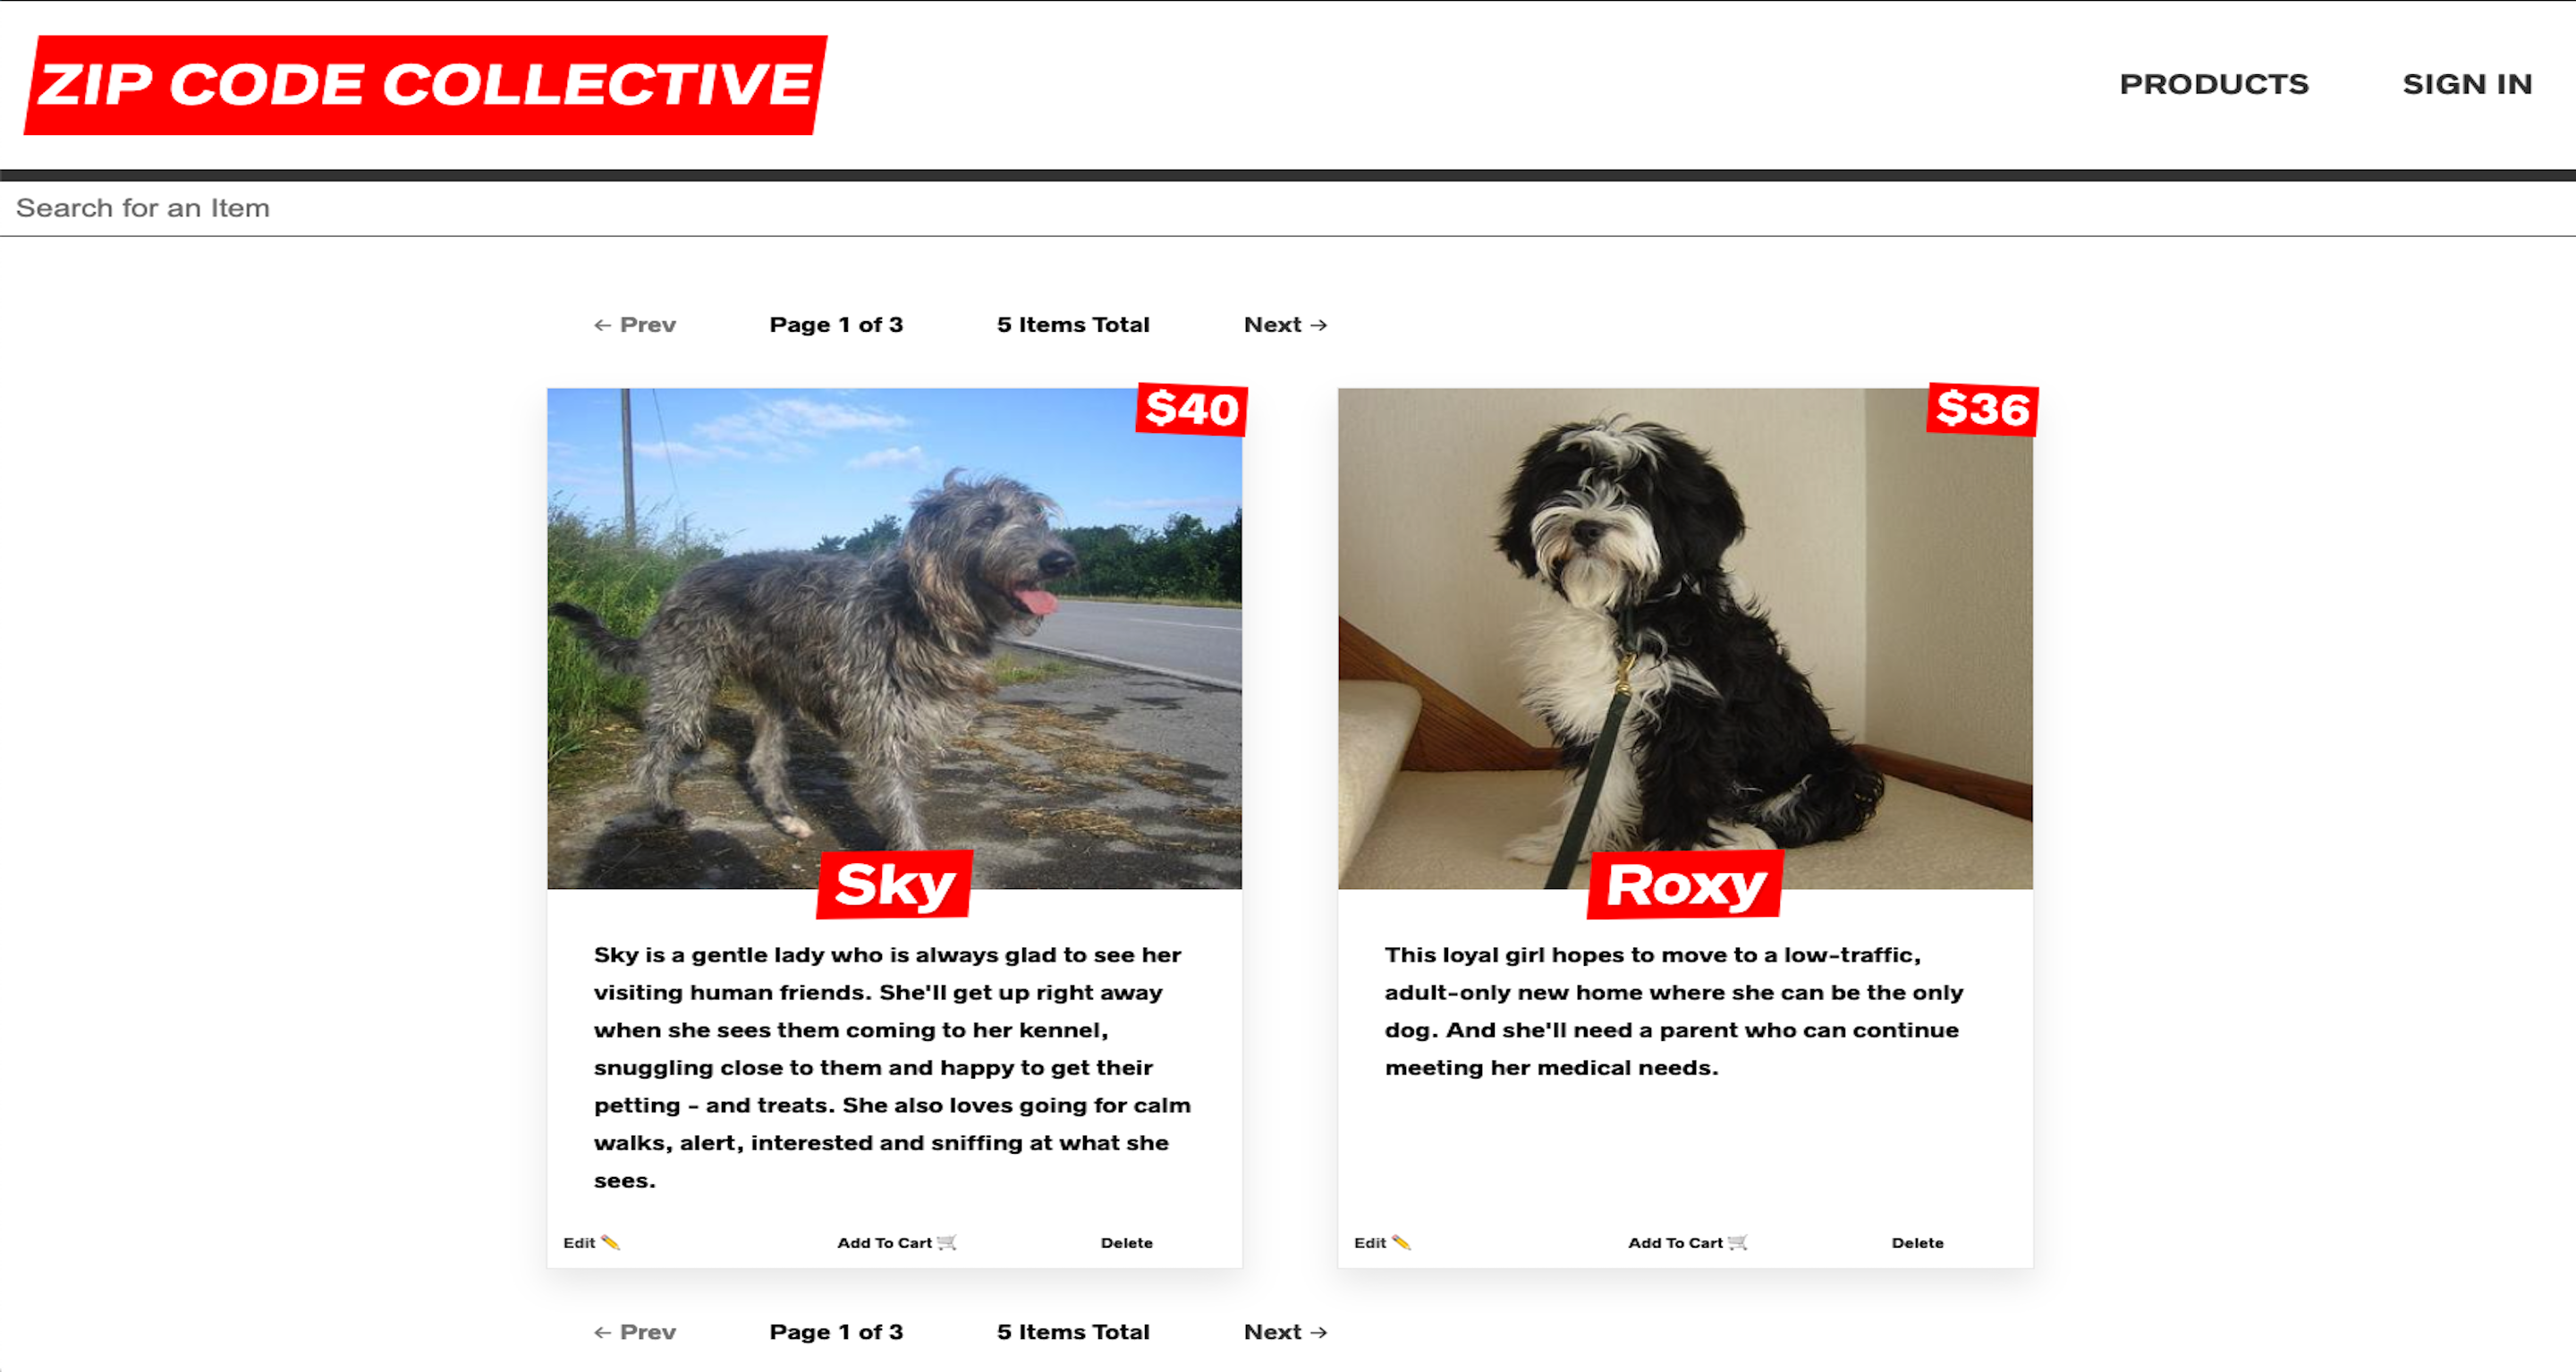 ZIP CODE COLLECTIVE
PRODUCTS
SIGN IN
Search for an Item
← Prev
Page 1 of 3
5 Items Total
Next →
$40
Sky
Sky is a gentle lady who is always glad to see her
visiting human friends. She'll get up right away
when she sees them coming to her kennel,
snuggling close to them and happy to get their
petting - and treats. She also loves going for calm
walks, alert, interested and sniffing at what she
sees.
Edit ✏️
Add To Cart 🛒
Delete
$36
Roxy
This loyal girl hopes to move to a low-traffic,
adult-only new home where she can be the only
dog. And she'll need a parent who can continue
meeting her medical needs.
Edit ✏️
Add To Cart 🛒
Delete
← Prev
Page 1 of 3
5 Items Total
Next →